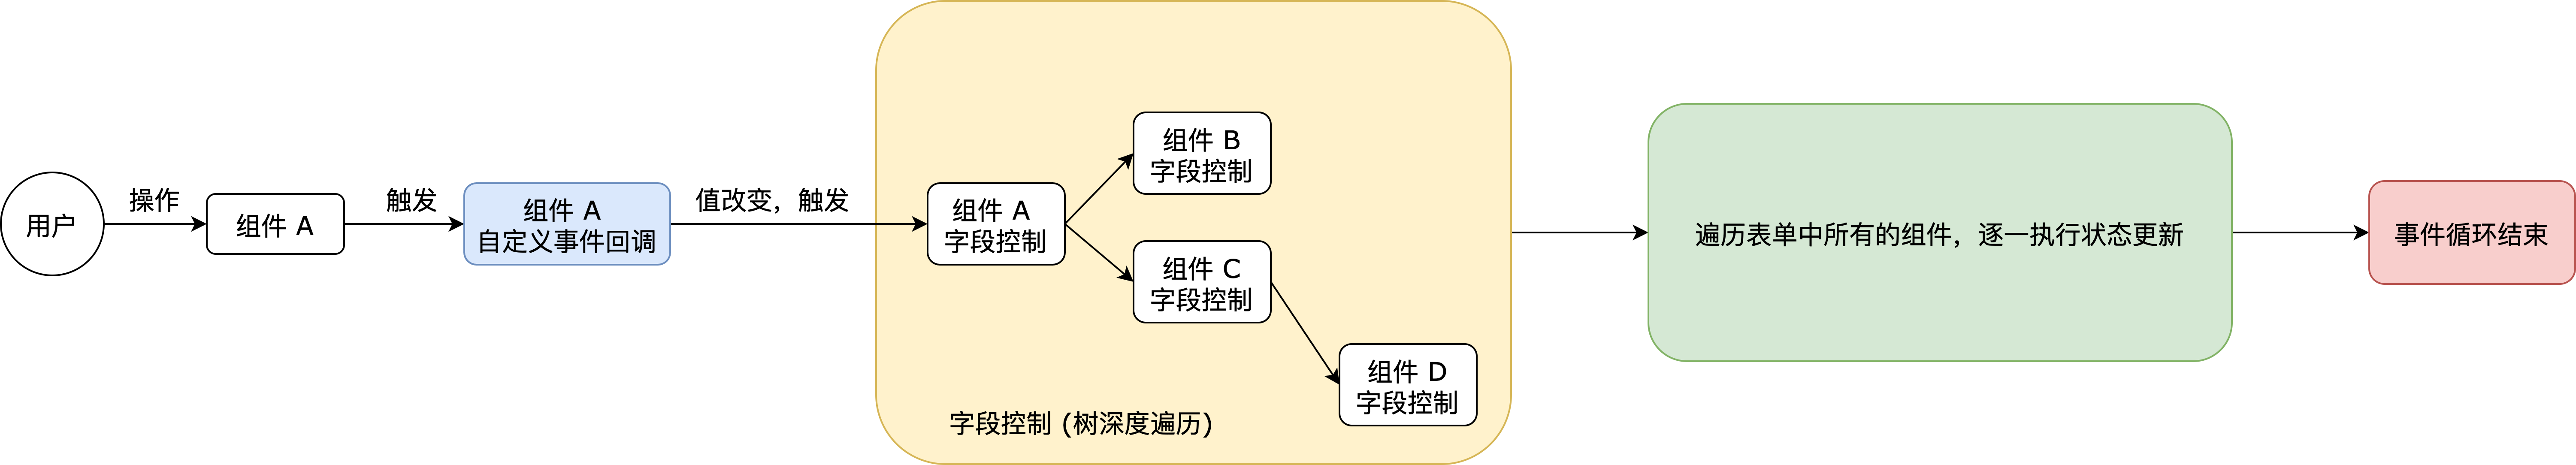 用户
操作
组件 A
触发
组件 A
自定义事件回调
值改变，触发
组件 A
字段控制
组件 B
字段控制
组件 C
字段控制
组件 D
字段控制
字段控制 (树深度遍历)
遍历表单中所有的组件，逐一执行状态更新
事件循环结束